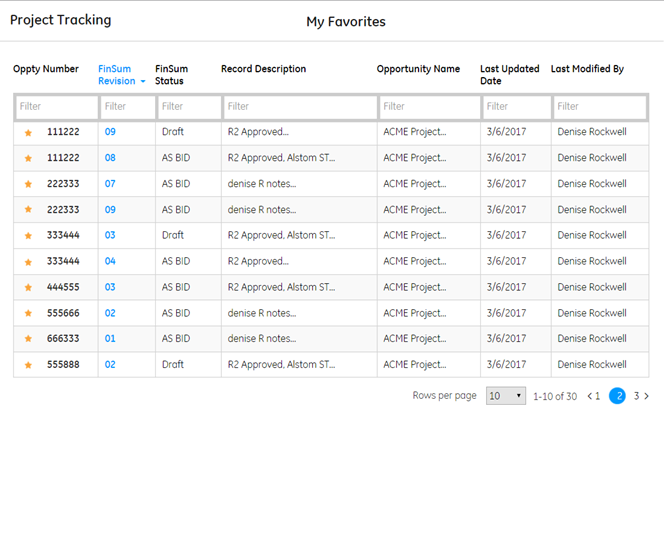 Project Tracking
My Favorites
Oppty Number FinSum Revision FinSum Status Record Description Opportunity Name Last Updated Date Last Modified By
Filter Filter Filter Filter Filter Filter Filter
111222 09 Draft R2 Approved... ACME Project... 3/6/2017 Denise Rockwell
111222 08 AS BID R2 Approved, Alstom ST... ACME Project... 3/6/2017 Denise Rockwell
222333 07 AS BID denise R notes... ACME Project... 3/6/2017 Denise Rockwell
222333 09 AS BID denise R notes... ACME Project... 3/6/2017 Denise Rockwell
333444 03 Draft R2 Approved, Alstom ST... ACME Project... 3/6/2017 Denise Rockwell
333444 04 AS BID R2 Approved... ACME Project... 3/6/2017 Denise Rockwell
444555 03 AS BID R2 Approved, Alstom ST... ACME Project... 3/6/2017 Denise Rockwell
555666 02 AS BID denise R notes... ACME Project... 3/6/2017 Denise Rockwell
666333 01 AS BID denise R notes... ACME Project... 3/6/2017 Denise Rockwell
555888 02 Draft R2 Approved, Alstom ST... ACME Project... 3/6/2017 Denise Rockwell
Rows per page 10 1-10 of 30 < 1 2 3 >